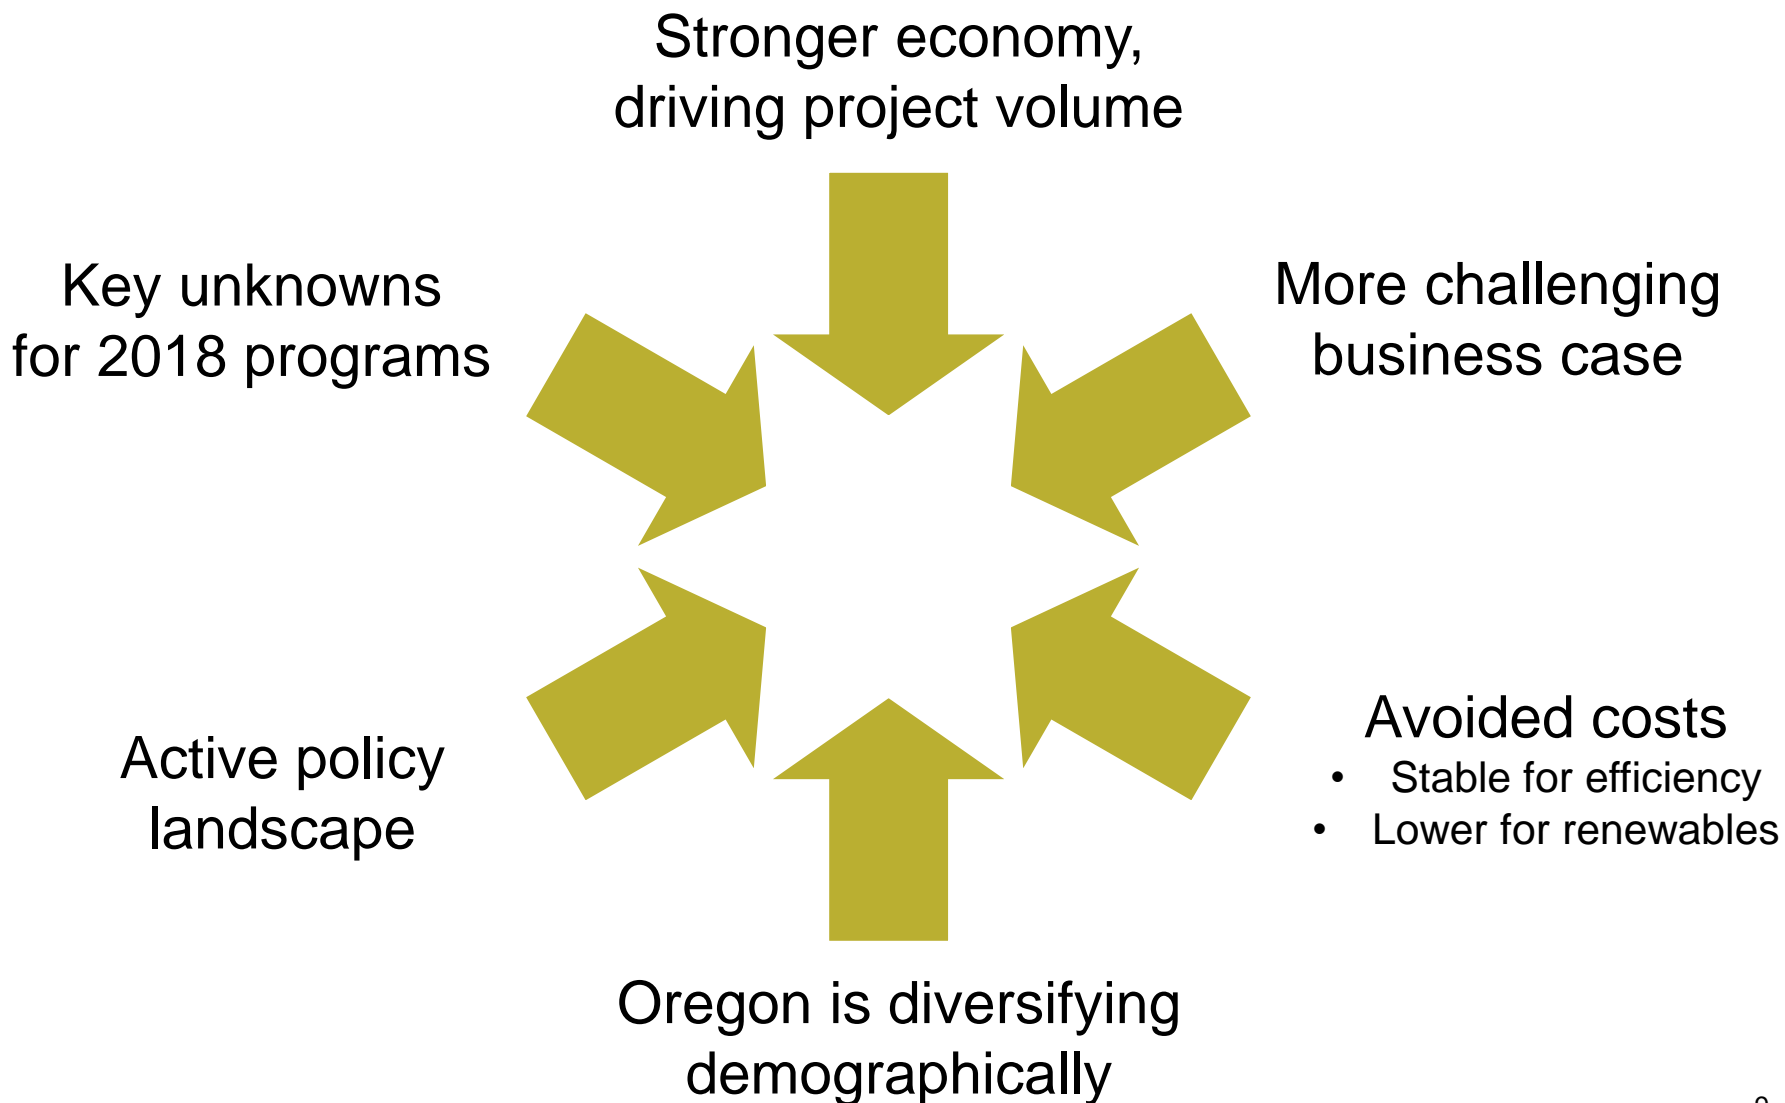 Stronger economy,
driving project volume
Key unknowns
for 2018 programs
More challenging
business case
Active policy
landscape
Avoided costs
• Stable for efficiency
• Lower for renewables
Oregon is diversifying
demographically